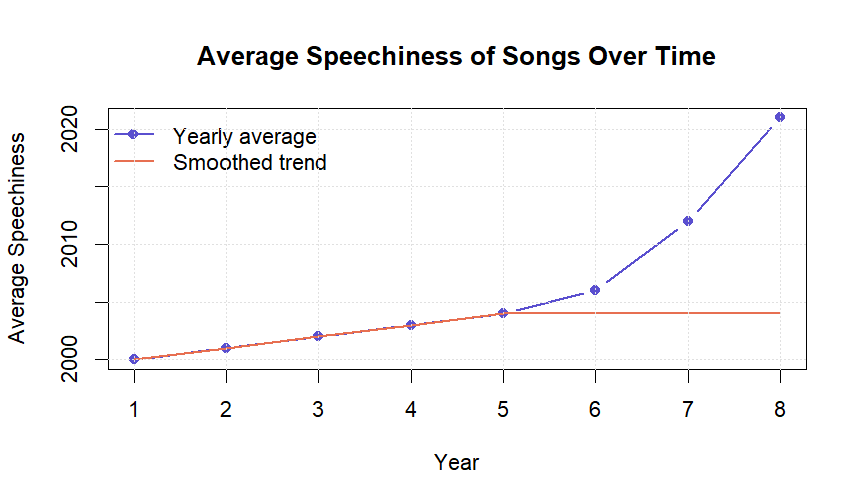 Average Speechiness of Songs Over Time
Average Speechiness
2020
2010
2000
Yearly average
Smoothed trend
1 2 3 4 5 6 7 8
Year